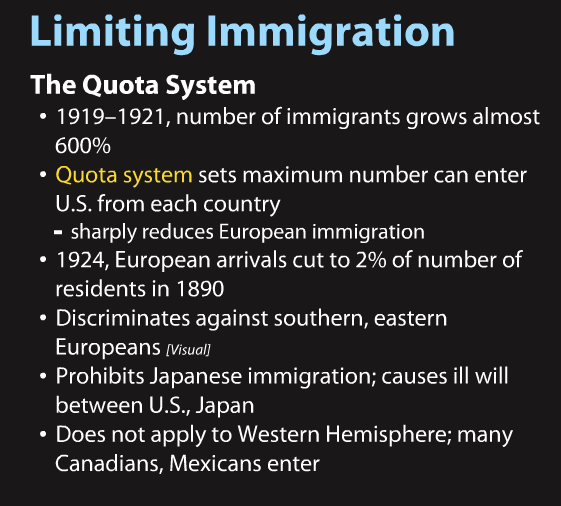 Limiting Immigration
The Quota System
• 1919–1921, number of immigrants grows almost
600%
• Quota system sets maximum number can enter
U.S. from each country
- sharply reduces European immigration
• 1924, European arrivals cut to 2% of number of
residents in 1890
• Discriminates against southern, eastern
Europeans [Visual]
• Prohibits Japanese immigration; causes ill will
between U.S., Japan
• Does not apply to Western Hemisphere; many
Canadians, Mexicans enter